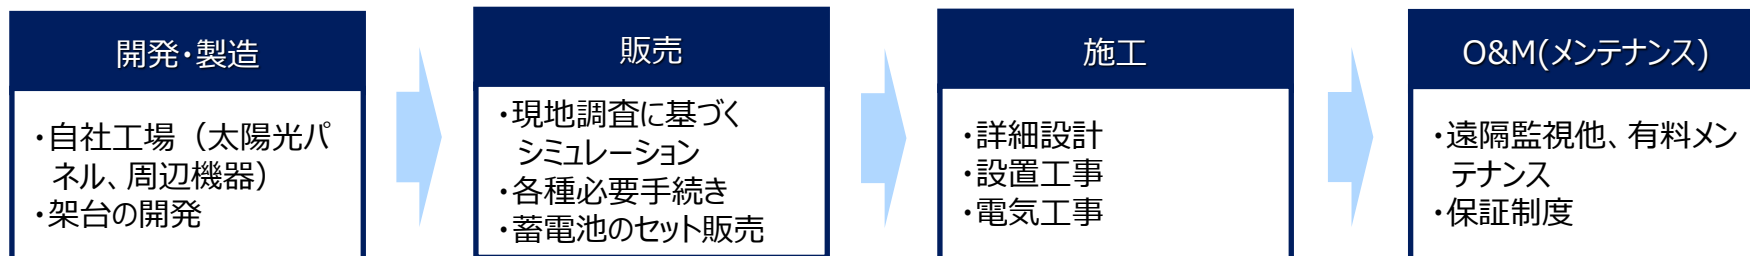 開発・製造
・自社工場（太陽光パ
ネル、周辺機器）
・架台の開発
販売
・現地調査に基づく
シミュレーション
・各種必要手続き
・蓄電池のセット販売
施工
・詳細設計
・設置工事
・電気工事
O&M(メンテナンス)
・遠隔監視他、有料メン
テナンス
・保証制度